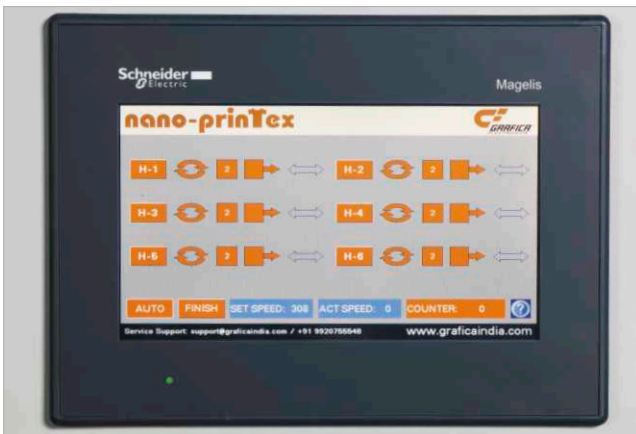 Schneider
Electric
Magelis
nano-prinTex
GRAFICA
H-1 2 H-2 2
H-3 2 H-4 2
H-5 2 H-6 2
AUTO FINISH SET SPEED: 308 ACT SPEED: 0 COUNTER: 0 ?
Service Support: support@graficaindia.com / +91 9920755548 www.graficaindia.com